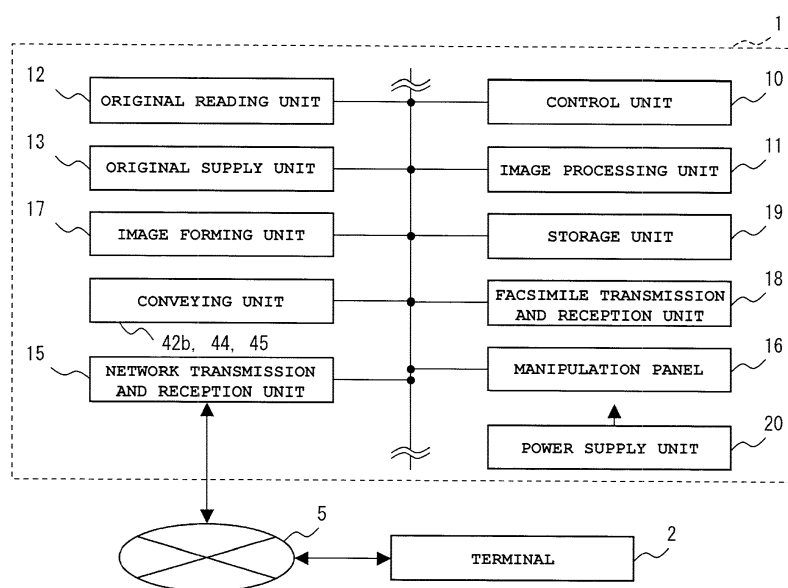 1
12
ORIGINAL READING UNIT
CONTROL UNIT
10
13
ORIGINAL SUPPLY UNIT
IMAGE PROCESSING UNIT
11
17
IMAGE FORMING UNIT
STORAGE UNIT
19
CONVEYING UNIT
42b, 44, 45
FACSIMILE TRANSMISSION
AND RECEPTION UNIT
18
15
NETWORK TRANSMISSION
AND RECEPTION UNIT
MANIPULATION PANEL
16
POWER SUPPLY UNIT
20
5
TERMINAL
2